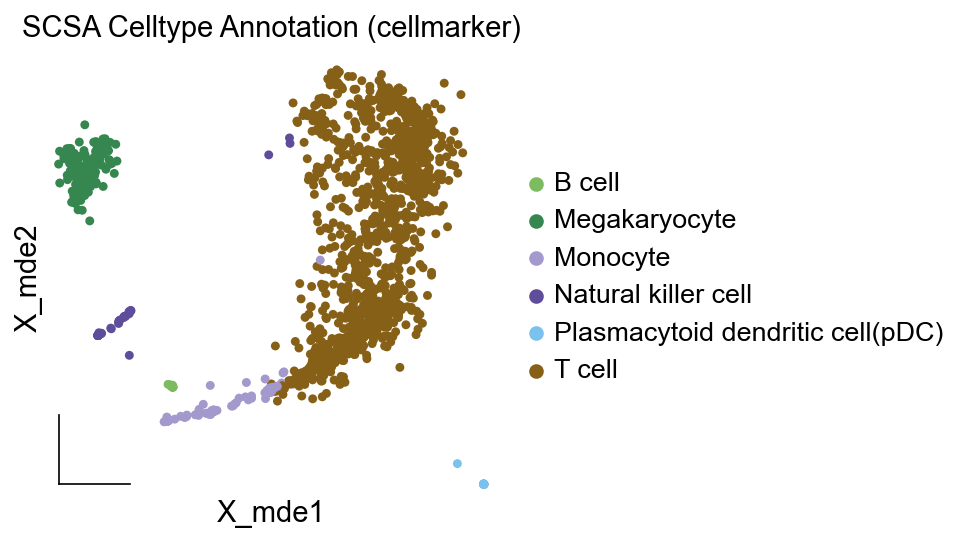 SCSA Celltype Annotation (cellmarker)
X_mde2
B cell
Megakaryocyte
Monocyte
Natural killer cell
Plasmacytoid dendritic cell(pDC)
T cell
X_mde1